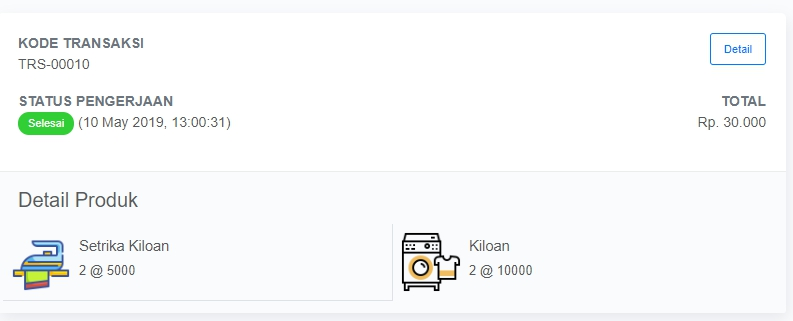 KODE TRANSAKSI
Detail
TRS-00010
STATUS PENGERJAAN
TOTAL
Selesai (10 May 2019, 13:00:31)
Rp. 30.000
Detail Produk
Setrika Kiloan
2 @ 5000
Kiloan
2 @ 10000